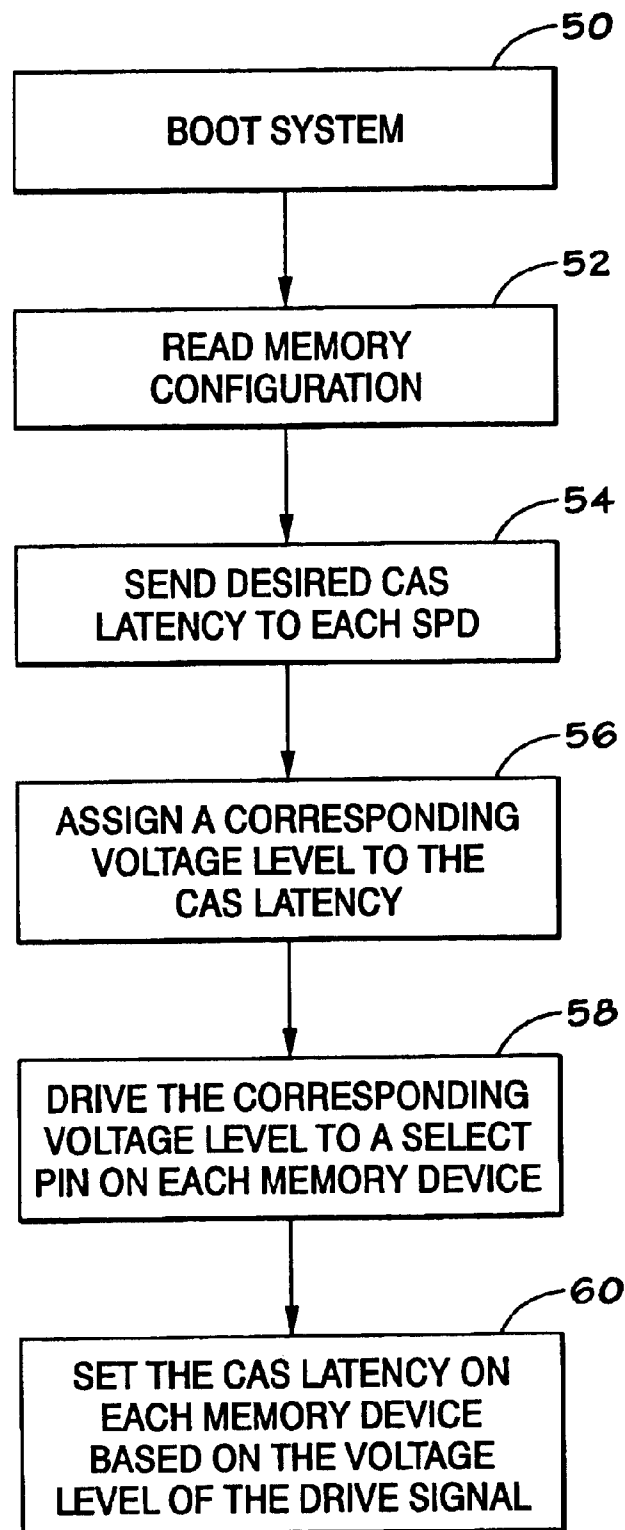 50
BOOT SYSTEM
52
READ MEMORY
CONFIGURATION
54
SEND DESIRED CAS
LATENCY TO EACH SPD
56
ASSIGN A CORRESPONDING
VOLTAGE LEVEL TO THE
CAS LATENCY
58
DRIVE THE CORRESPONDING
VOLTAGE LEVEL TO A SELECT
PIN ON EACH MEMORY DEVICE
60
SET THE CAS LATENCY ON
EACH MEMORY DEVICE
BASED ON THE VOLTAGE
LEVEL OF THE DRIVE SIGNAL